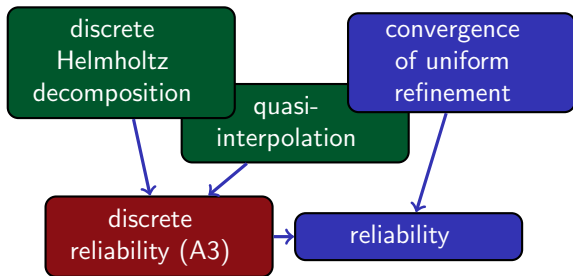 discrete
Helmholtz
decomposition
convergence
of uniform
refinement
quasi-
interpolation
discrete
reliability (A3)
reliability